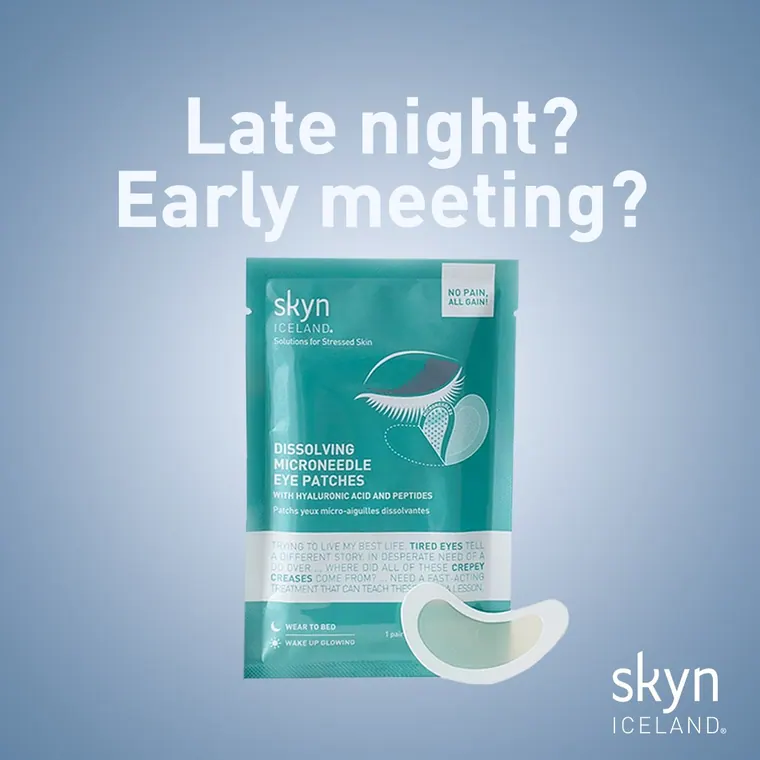 Late night?
Early meeting?
skyn
ICELAND®
Solutions for Stressed Skin
NO PAIN,
ALL GAIN!
MICRONEEDLES
DISSOLVING
MICRONEEDLE
EYE PATCHES
WITH HYALURONIC ACID AND PEPTIDES
Patchs yeux micro-aiguilles dissolvantes
TRYING TO LIVE MY BEST LIFE. TIRED EYES TELL
A DIFFERENT STORY. IN DESPERATE NEED OF A
DO OVER ... WHERE DID ALL OF THESE CREPEY
CREASES COME FROM? ... NEED A FAST-ACTING
TREATMENT THAT CAN TEACH THESE A LESSON.
WEAR TO BED
WAKE UP GLOWING
1 pair
skyn
ICELAND®